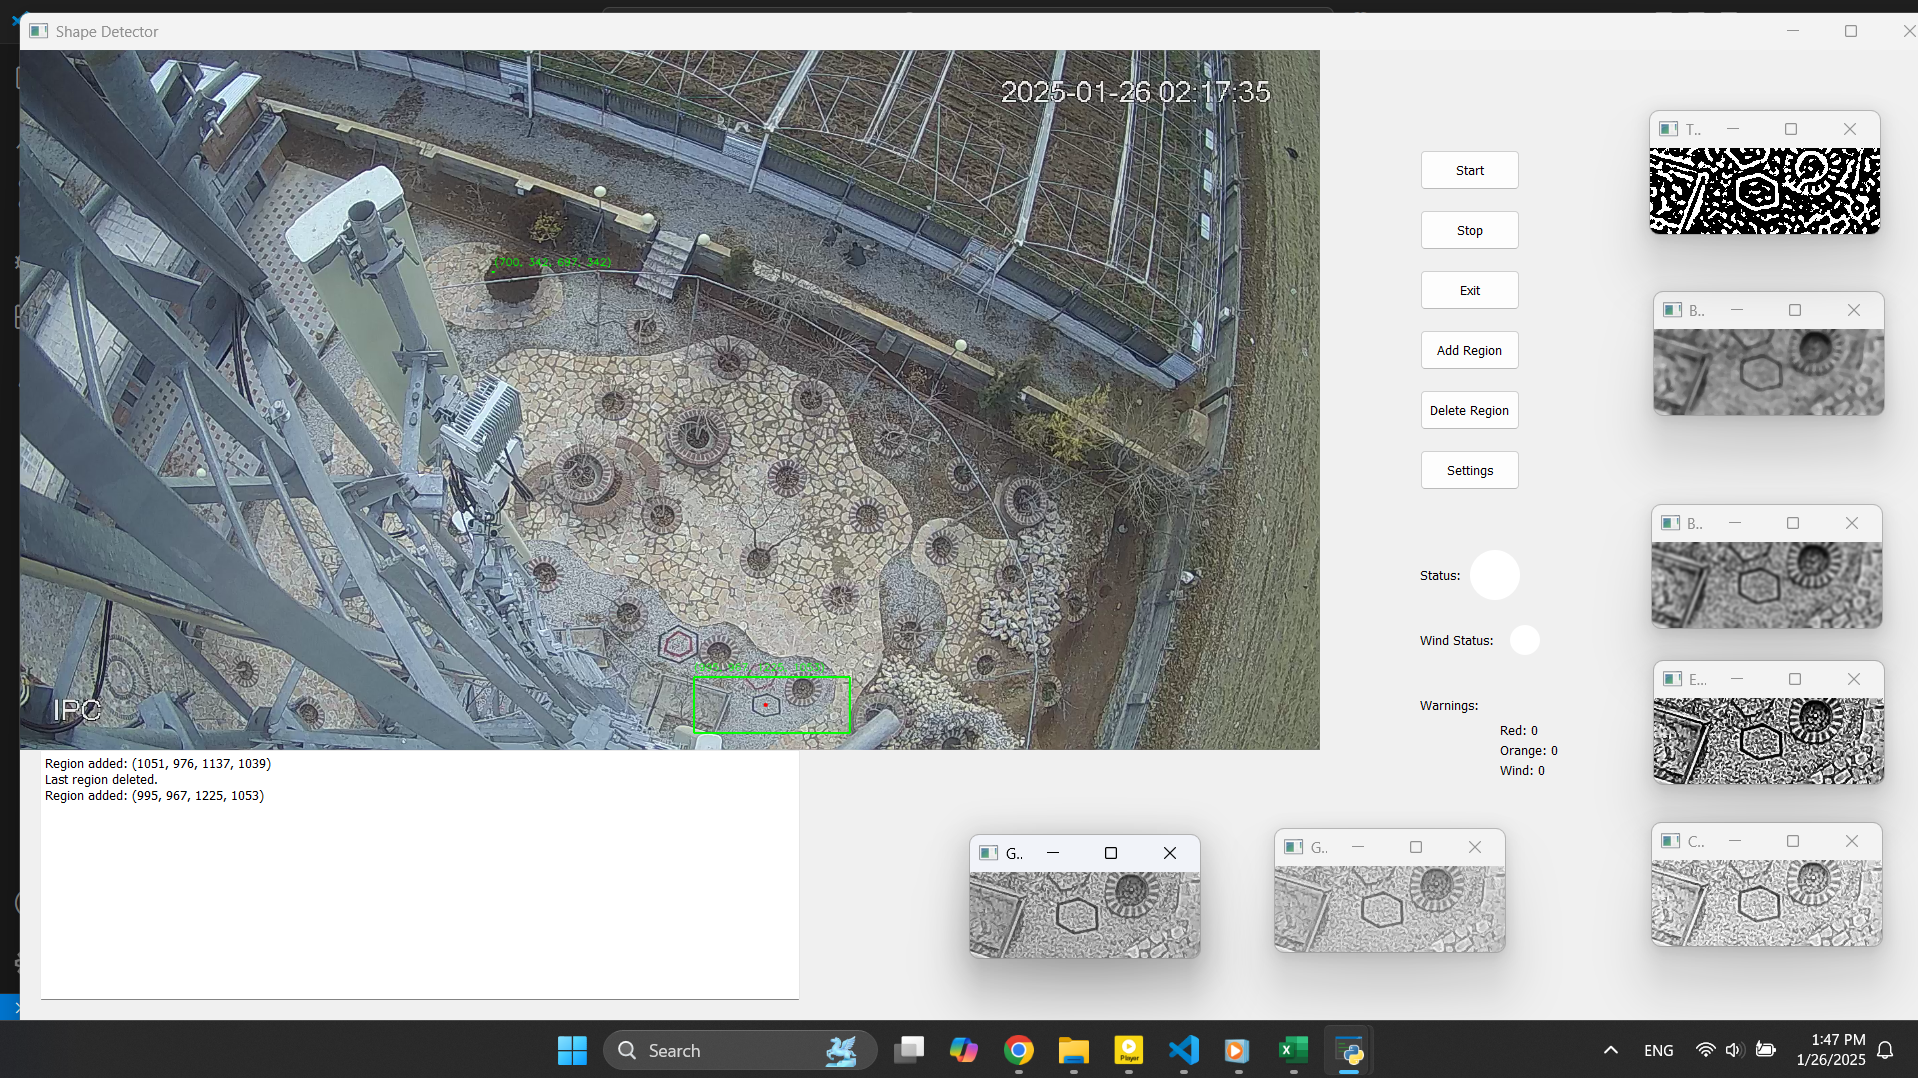 Shape Detector
2025-01-26 02:17:35
(700, 342, 697, 342)
IPC
Start
Stop
Exit
Add Region
Delete Region
Settings
Status:
Wind Status:
Warnings:
Red: 0
Orange: 0
Wind: 0
T..
B..
B..
E...
C..
G..
G..
Region added: (1051, 976, 1137, 1039)
Last region deleted.
Region added: (995, 967, 1225, 1053)
Search
Player
ENG
1:47 PM
1/26/2025